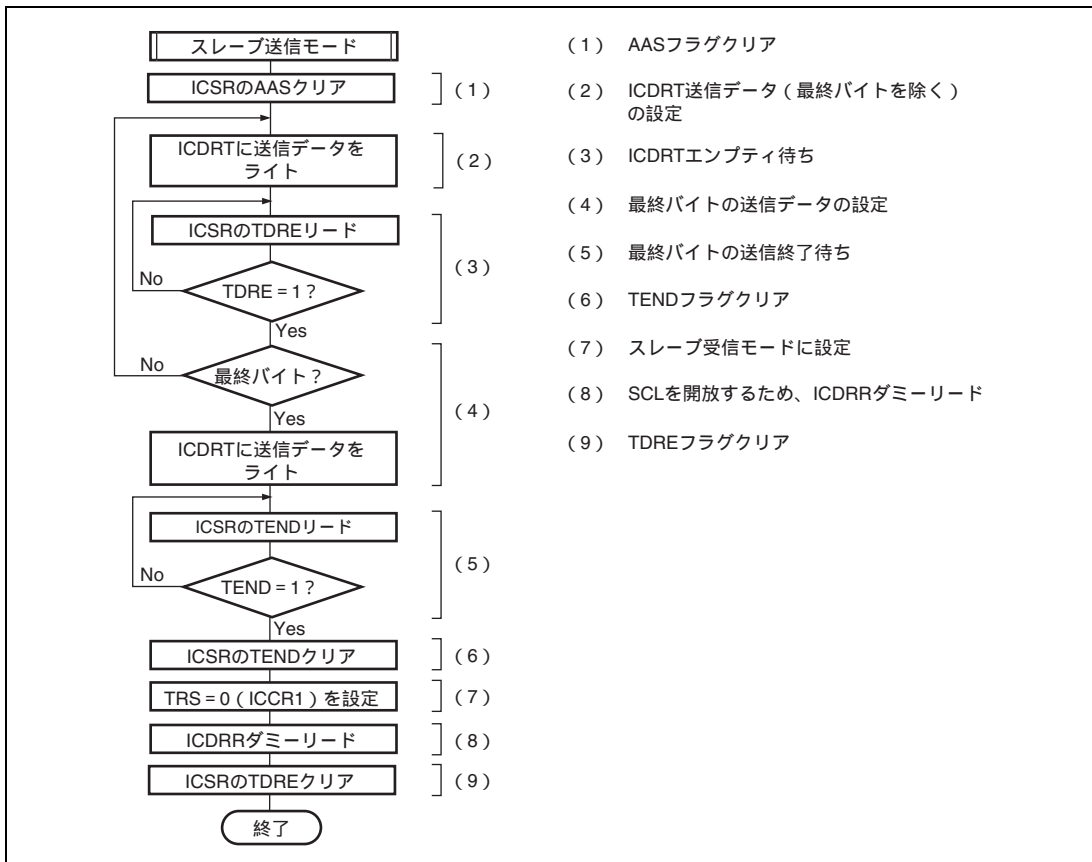 スレーブ送信モード
ICSRのAASクリア
(1)
ICDRTに送信データを
ライト
(2)
ICSRのTDREリード
(3)
No
TDRE=1?
Yes
No
最終バイト?
(4)
Yes
ICDRTに送信データを
ライト
ICSRのTENDリード
(5)
No
TEND=1?
Yes
ICSRのTENDクリア
(6)
TRS=0(ICCR1)を設定
(7)
ICDRRダミーリード
(8)
ICSRのTDREクリア
(9)
終了
(1) AASフラグクリア
(2) ICDRT送信データ(最終バイトを除く)
の設定
(3) ICDRTエンプティ待ち
(4) 最終バイトの送信データの設定
(5) 最終バイトの送信終了待ち
(6) TENDフラグクリア
(7) スレーブ受信モードに設定
(8) SCLを開放するため、ICDRRダミーリード
(9) TDREフラグクリア